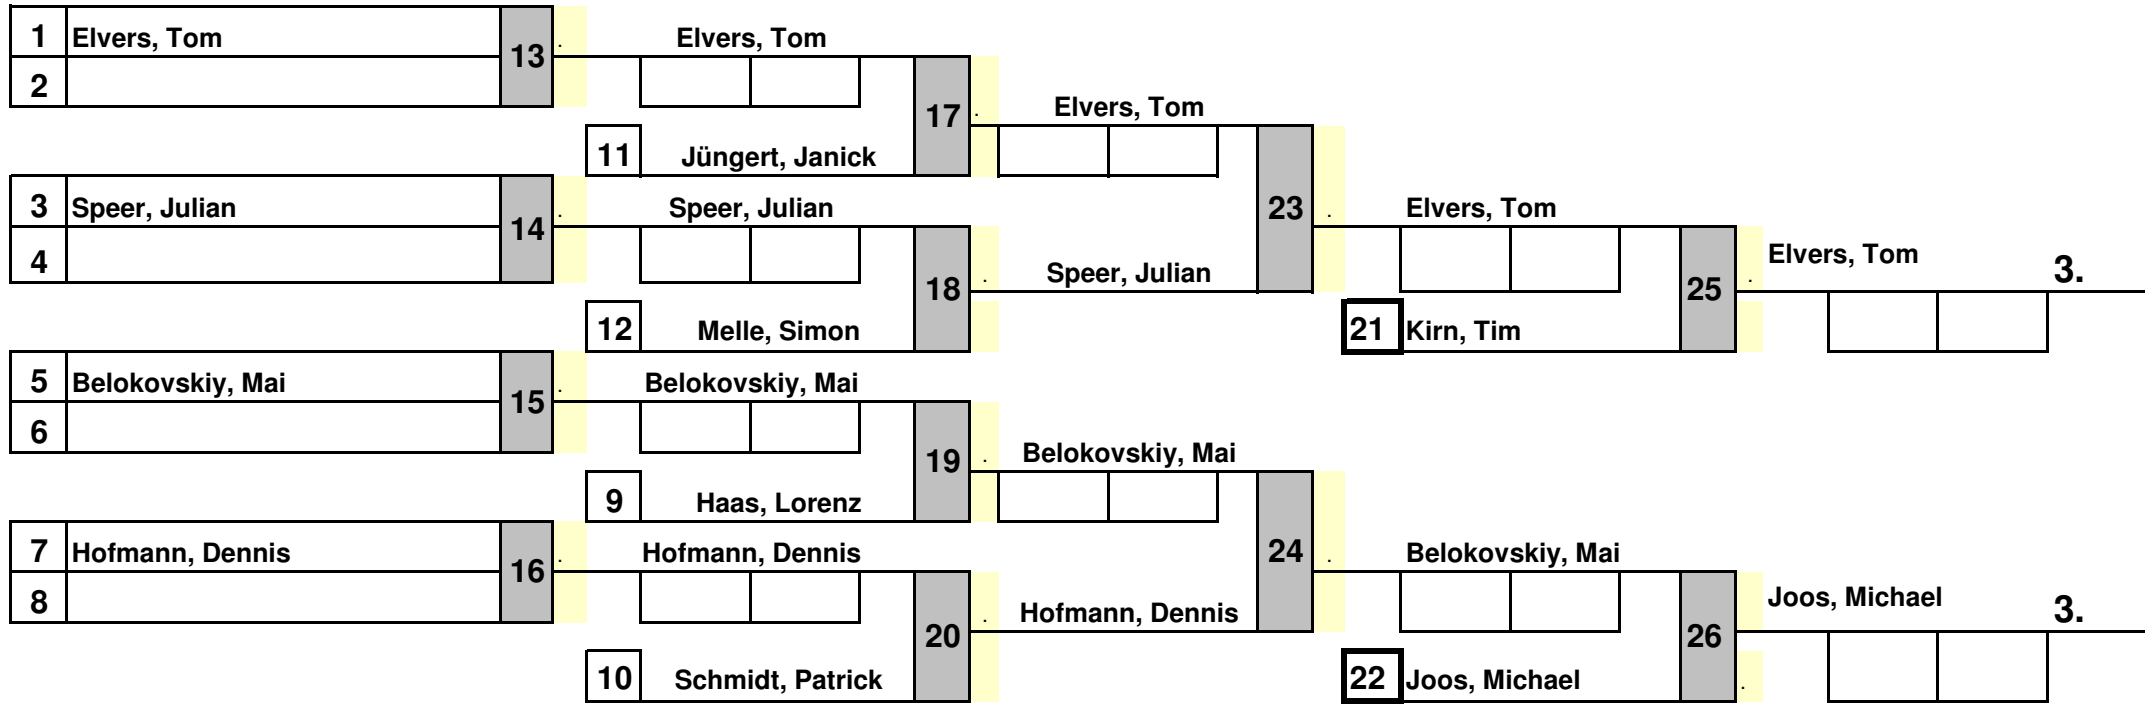 1 Elvers, Tom 13 . Elvers, Tom
2
17 . Elvers, Tom
11 Jüngert, Janick
3 Speer, Julian 14 . Speer, Julian
23 . Elvers, Tom
4
18 . Speer, Julian
25 . Elvers, Tom 3.
12 Melle, Simon
21 Kirn, Tim
5 Belokovskiy, Mai 15 . Belokovskiy, Mai
6
19 . Belokovskiy, Mai
9 Haas, Lorenz
7 Hofmann, Dennis 16 . Hofmann, Dennis
24 . Belokovskiy, Mai
8
20 . Hofmann, Dennis
26 Joos, Michael 3.
10 Schmidt, Patrick
22 Joos, Michael .